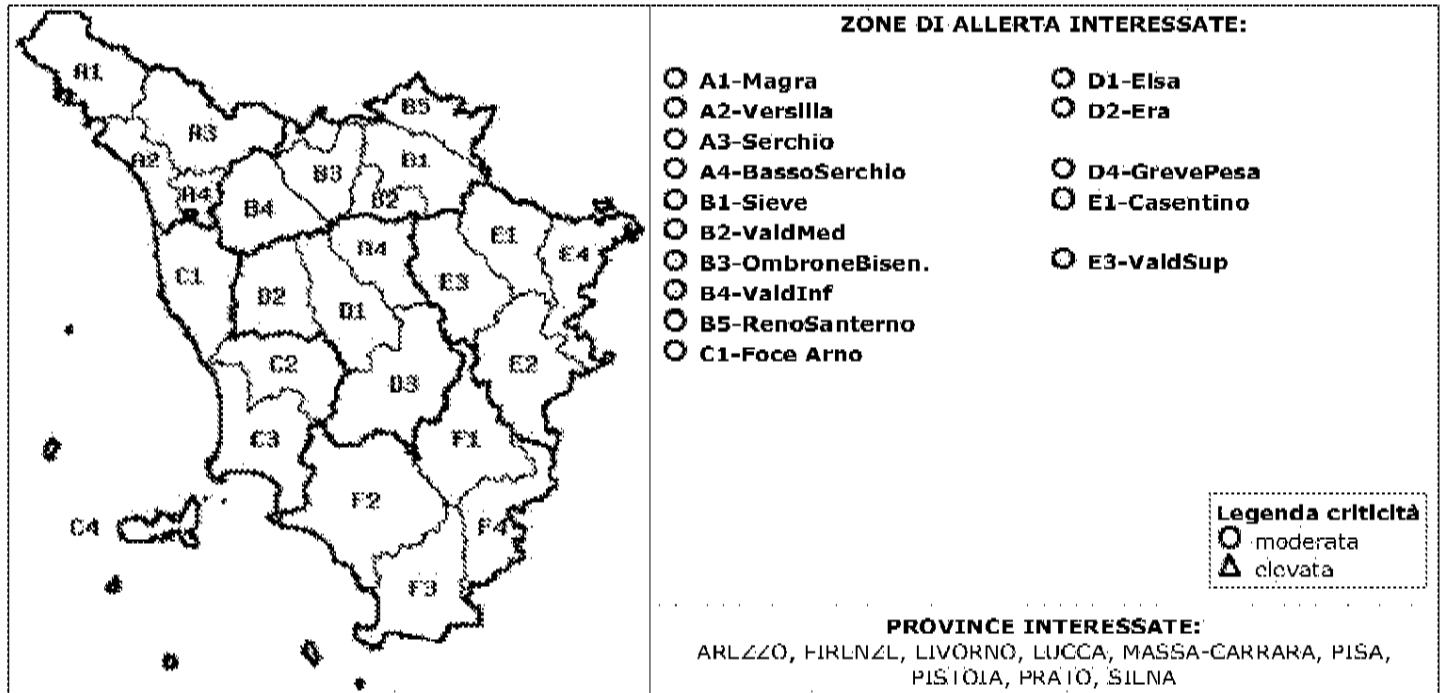 A1
A3
A2
A4
B5
B1
B3
B2
B4
E1
E4
A4
E3
C1
D2
D1
C2
D3
E2
C3
F1
F2
C4
F4
F3
ZONE DI ALLERTA INTERESSATE:
A1-Magra
A2-Versilia
A3-Serchio
A4-BassoSerchio
B1-Sieve
B2-ValdMed
B3-OmbroneBisen.
B4-ValdInf
B5-RenoSanterno
C1-Foce Arno
D1-Elsa
D2-Era
D4-GrevePesa
E1-Casentino
E3-ValdSup
Legenda criticità
moderata
elevata
PROVINCE INTERESSATE:
AREZZO, FIRENZE, LIVORNO, LUCCA, MASSA-CARRARA, PISA,
PISTOIA, PRATO, SIENA